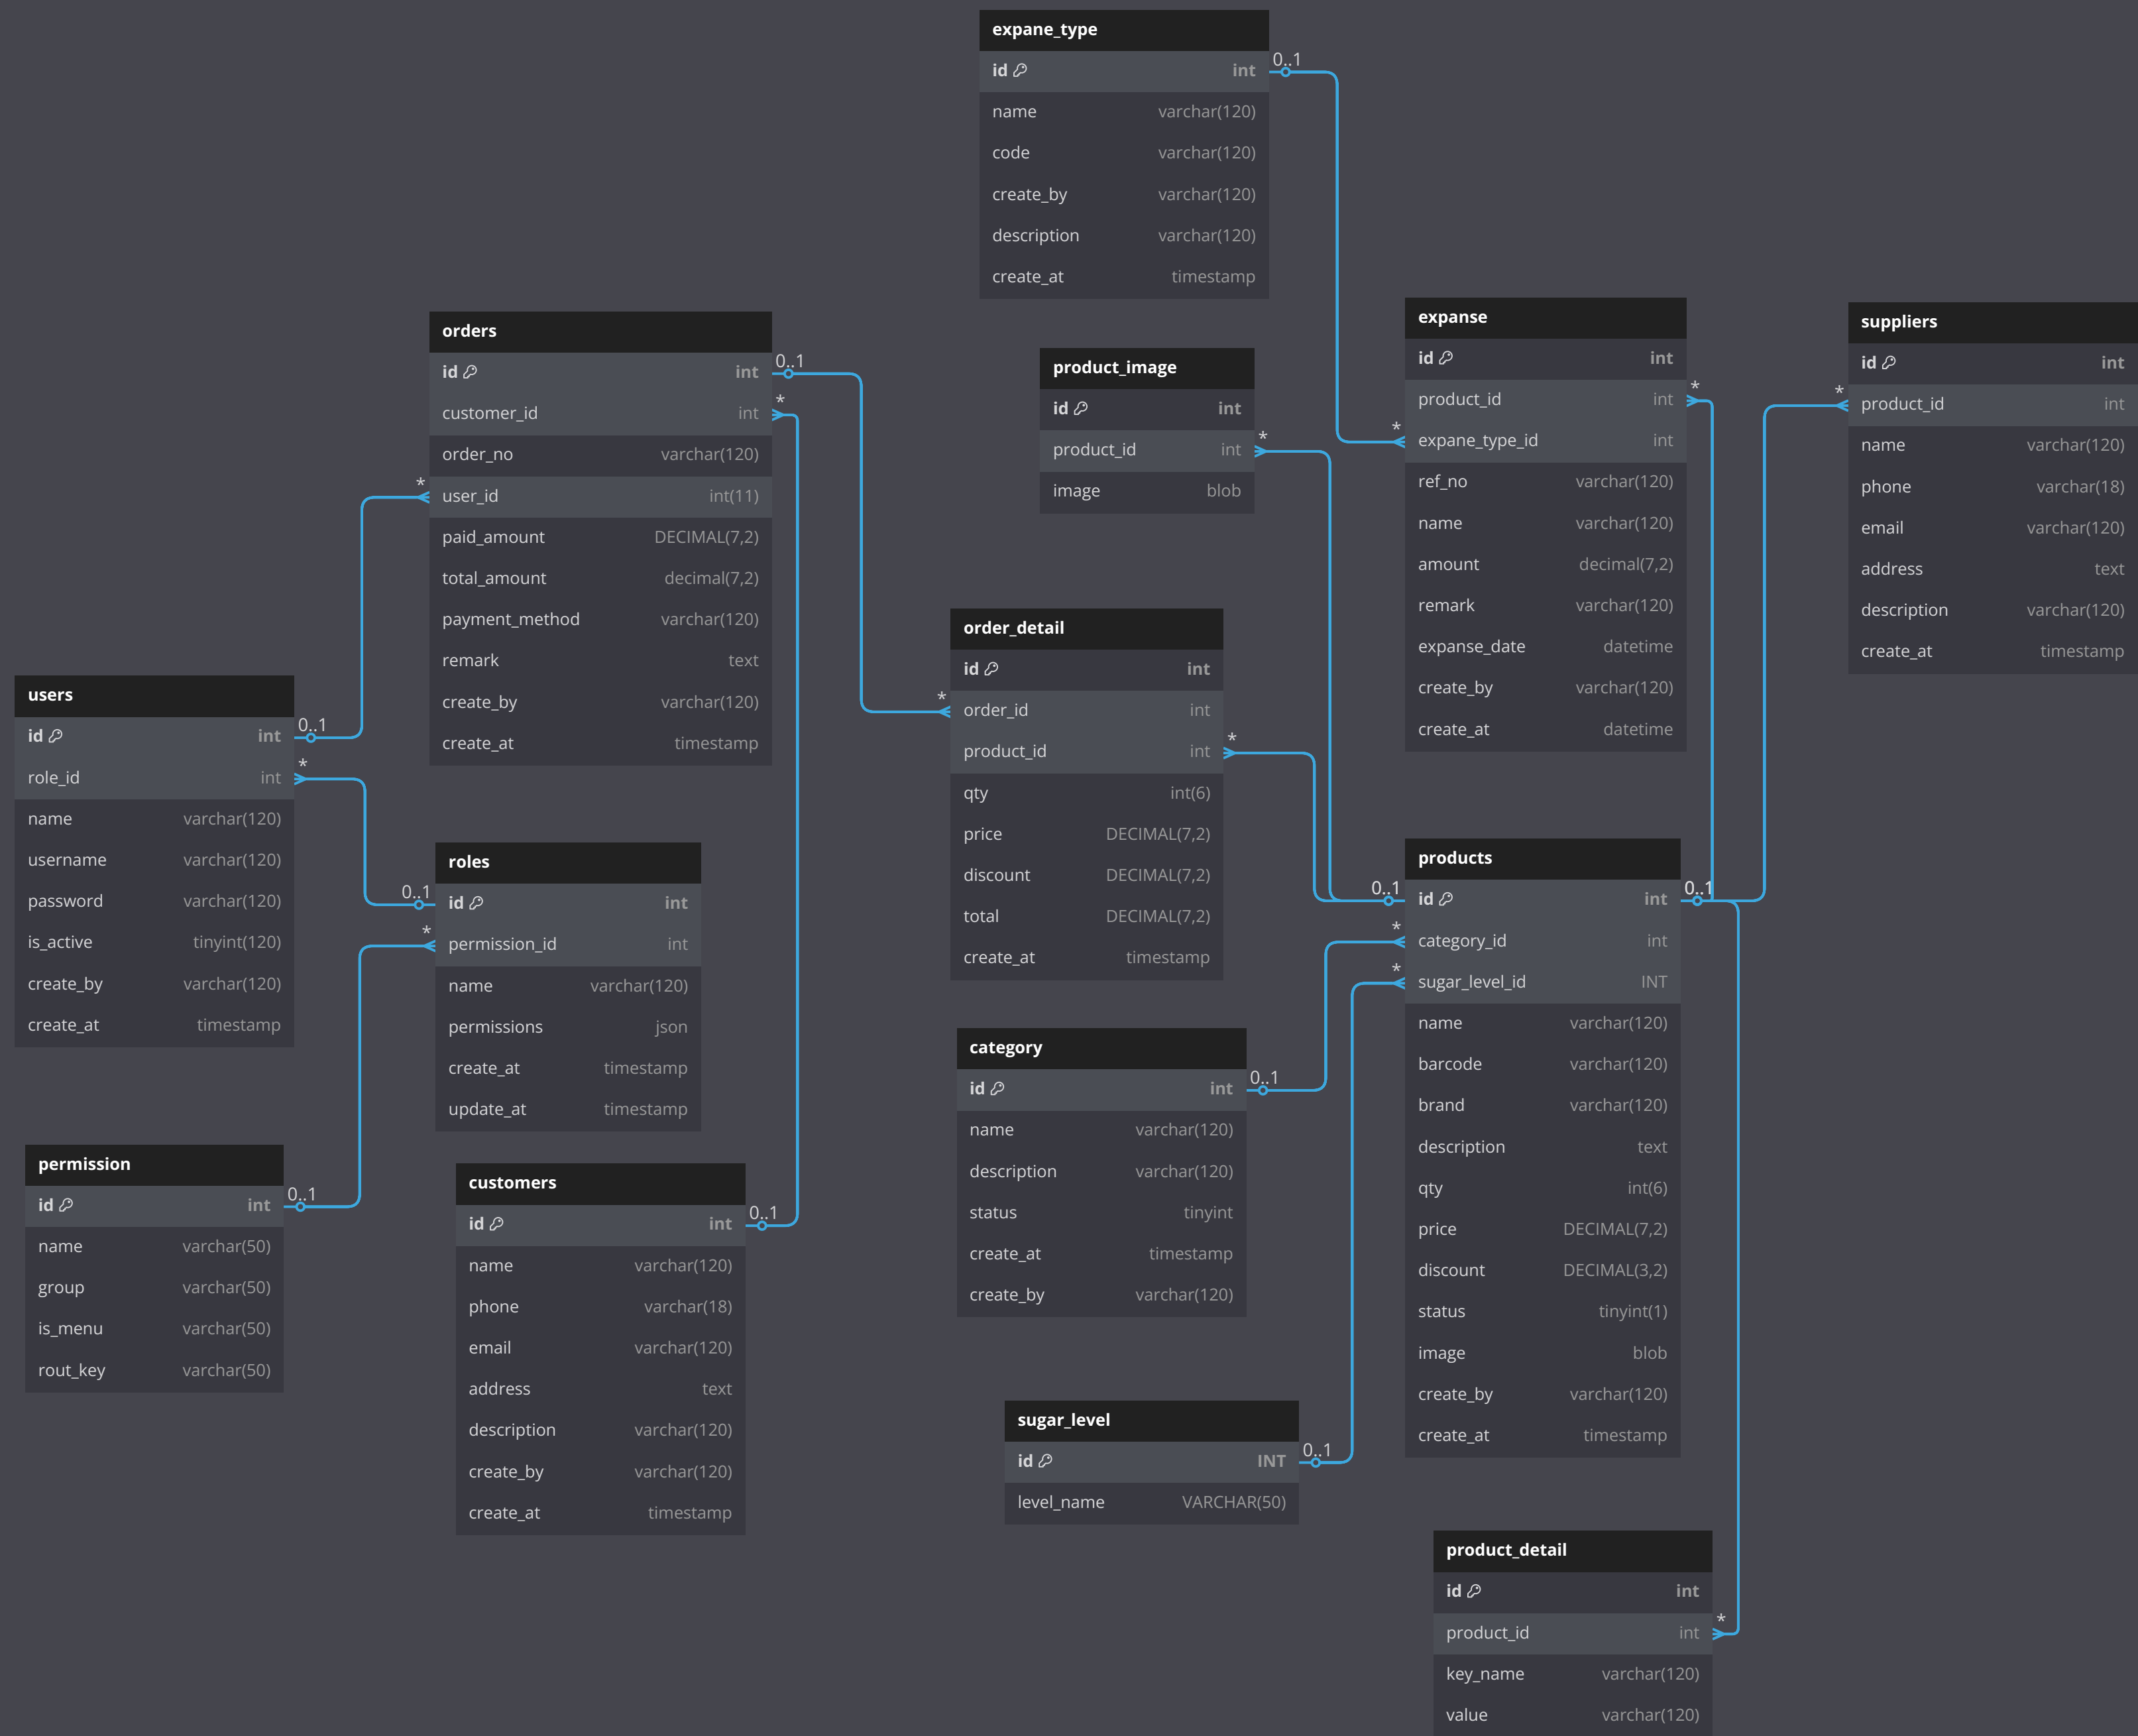 expane_type
id int
name varchar(120)
code varchar(120)
create_by varchar(120)
description varchar(120)
create_at timestamp
0..1
*
orders
id int
customer_id int
order_no varchar(120)
user_id int(11)
paid_amount DECIMAL(7,2)
total_amount decimal(7,2)
payment_method varchar(120)
remark text
create_by varchar(120)
create_at timestamp
0..1
*
*
product_image
id int
product_id int
image blob
*
expanse
id int
product_id int
expane_type_id int
ref_no varchar(120)
name varchar(120)
amount decimal(7,2)
remark varchar(120)
expanse_date datetime
create_by varchar(120)
create_at datetime
*
suppliers
id int
product_id int
name varchar(120)
phone varchar(18)
email varchar(120)
address text
description varchar(120)
create_at timestamp
*
order_detail
id int
order_id int
product_id int
qty int(6)
price DECIMAL(7,2)
discount DECIMAL(7,2)
total DECIMAL(7,2)
create_at timestamp
*
*
users
id int
role_id int
name varchar(120)
username varchar(120)
password varchar(120)
is_active tinyint(120)
create_by varchar(120)
create_at timestamp
0..1
*
roles
id int
permission_id int
name varchar(120)
permissions json
create_at timestamp
update_at timestamp
0..1
*
products
id int
category_id int
sugar_level_id INT
name varchar(120)
barcode varchar(120)
brand varchar(120)
description text
qty int(6)
price DECIMAL(7,2)
discount DECIMAL(3,2)
status tinyint(1)
image blob
create_by varchar(120)
create_at timestamp
0..1
0..1
*
*
category
id int
name varchar(120)
description varchar(120)
status tinyint
create_at timestamp
create_by varchar(120)
0..1
permission
id int
name varchar(50)
group varchar(50)
is_menu varchar(50)
rout_key varchar(50)
0..1
customers
id int
name varchar(120)
phone varchar(18)
email varchar(120)
address text
description varchar(120)
create_by varchar(120)
create_at timestamp
0..1
sugar_level
id INT
level_name VARCHAR(50)
0..1
product_detail
id int
product_id int
key_name varchar(120)
value varchar(120)
*